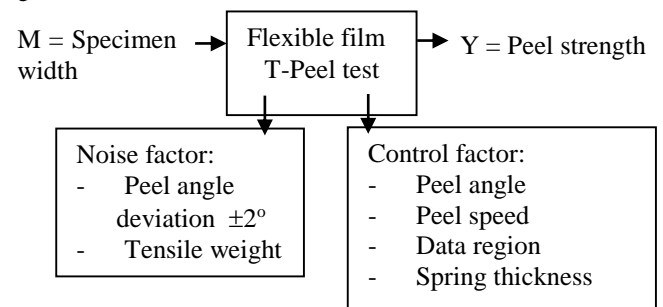 M = Specimen
width
Flexible film
T-Peel test
Y = Peel strength
Noise factor:
- Peel angle
deviation ±2°
- Tensile weight
Control factor:
- Peel angle
- Peel speed
- Data region
- Spring thickness